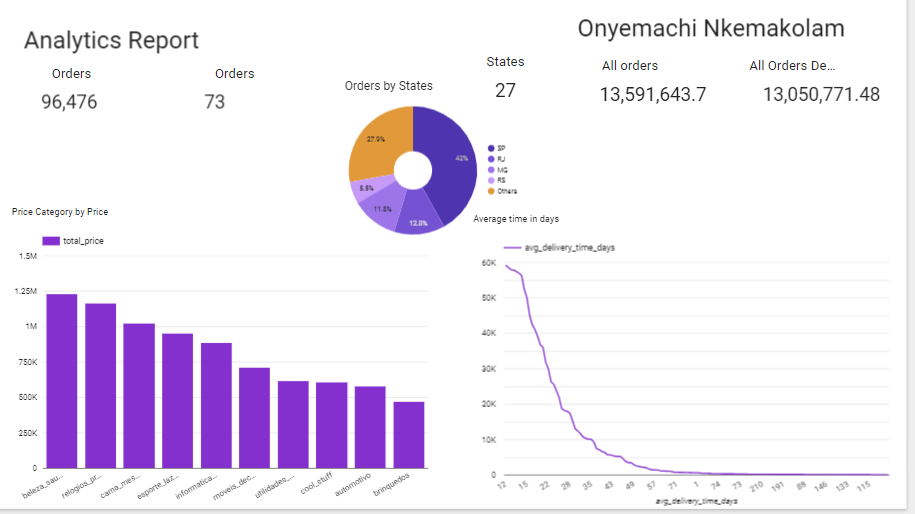 Analytics Report
Onyemachi Nkemakolam
Orders
96,476
Orders
73
Orders by States
States
27
All orders
13,591,643.7
All Orders De...
13,050,771.48
27.9%
42%
5.5%
11.8%
12.8%
SP
RJ
MG
RS
Others
Price Category by Price
total_price
1.5M
1.25M
1M
750K
500K
250K
0
beleza_sau...
relogios_pr...
cama_mes...
esporte_laz...
informatica...
moveis_dec...
utilidades_...
cool_stuff
automotivo
brinquedos
Average time in days
avg_delivery_time_days
60K
50K
40K
30K
20K
10K
0
12
15
22
28
35
43
49
57
71
1
74
73
210
191
88
146
133
115
avg_delivery_time_days